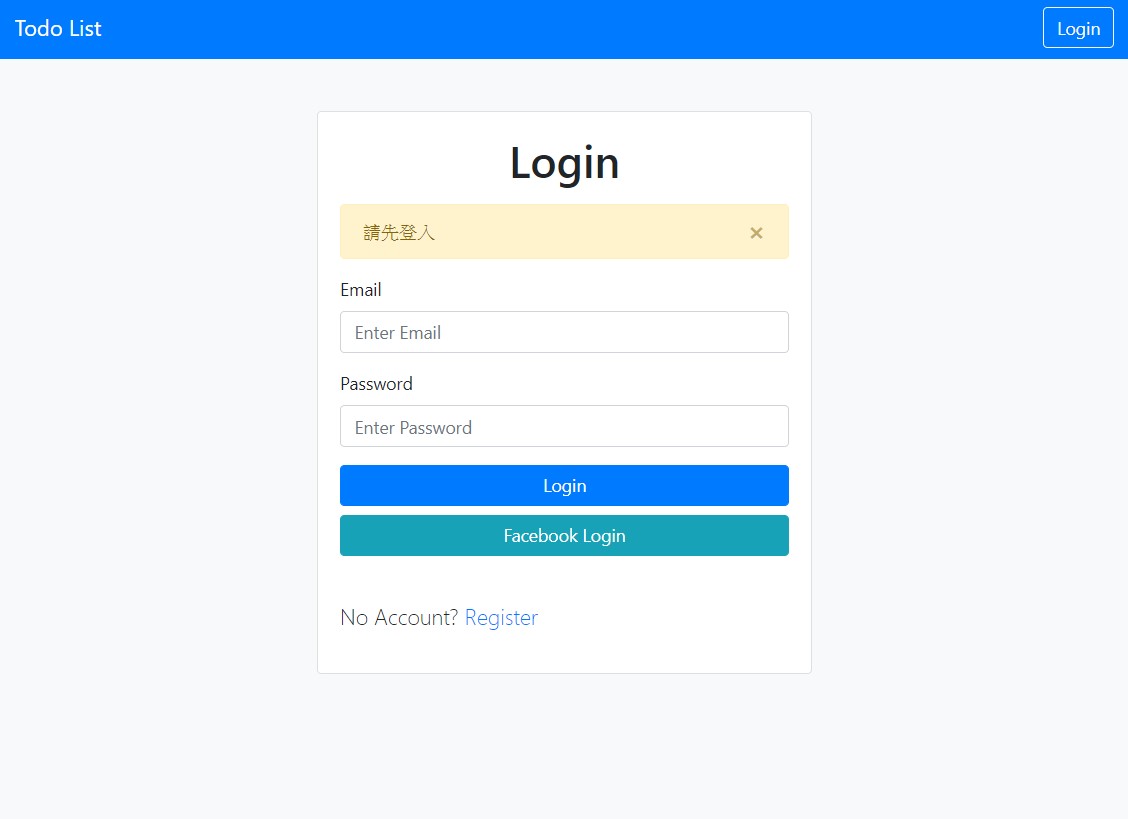 Todo List
Login
Login
請先登入
×
Email
Enter Email
Password
Enter Password
Login
Facebook Login
No Account? Register